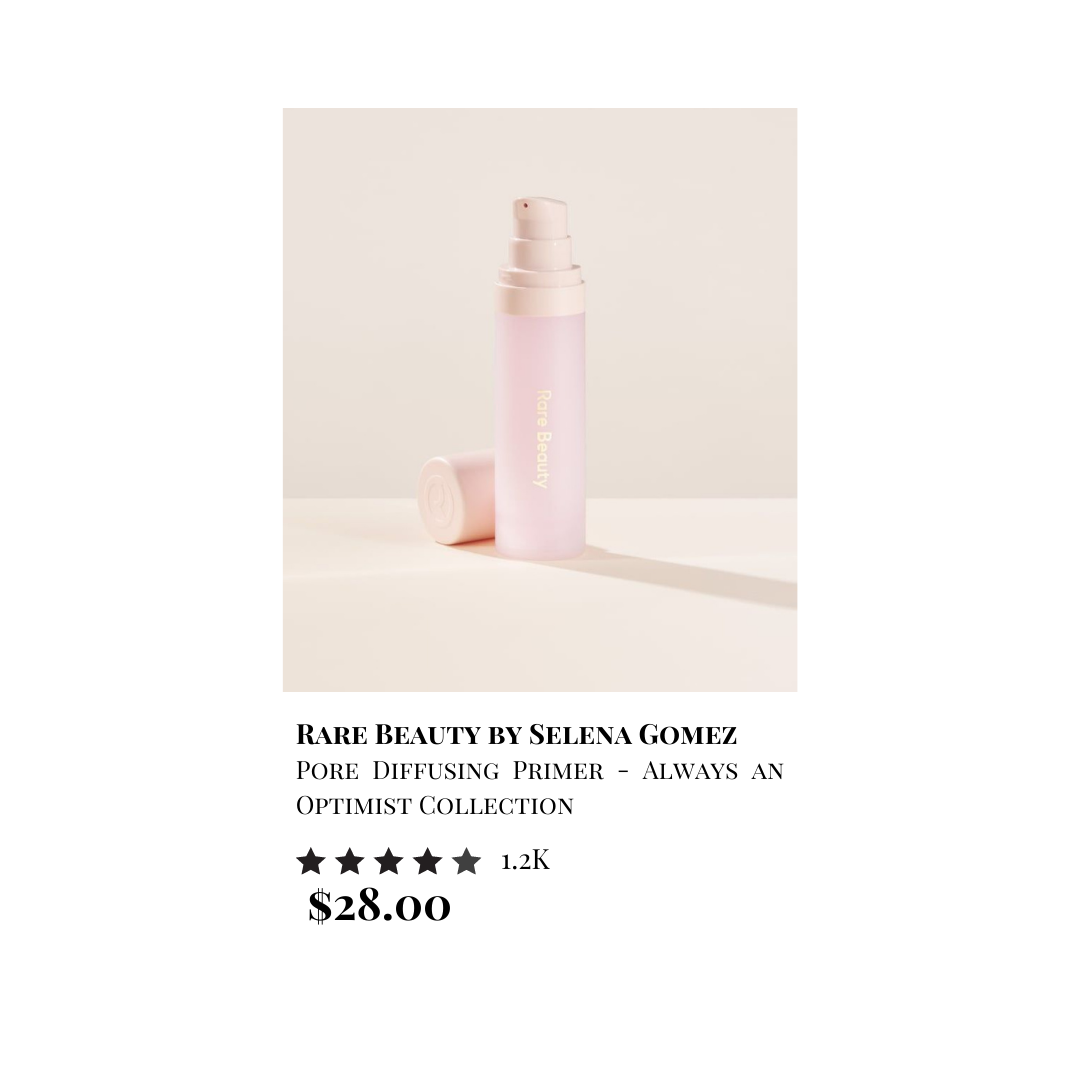 Rare Beauty
Rare Beauty by Selena Gomez
Pore Diffusing Primer - Always an
Optimist Collection
1.2K
$28.00